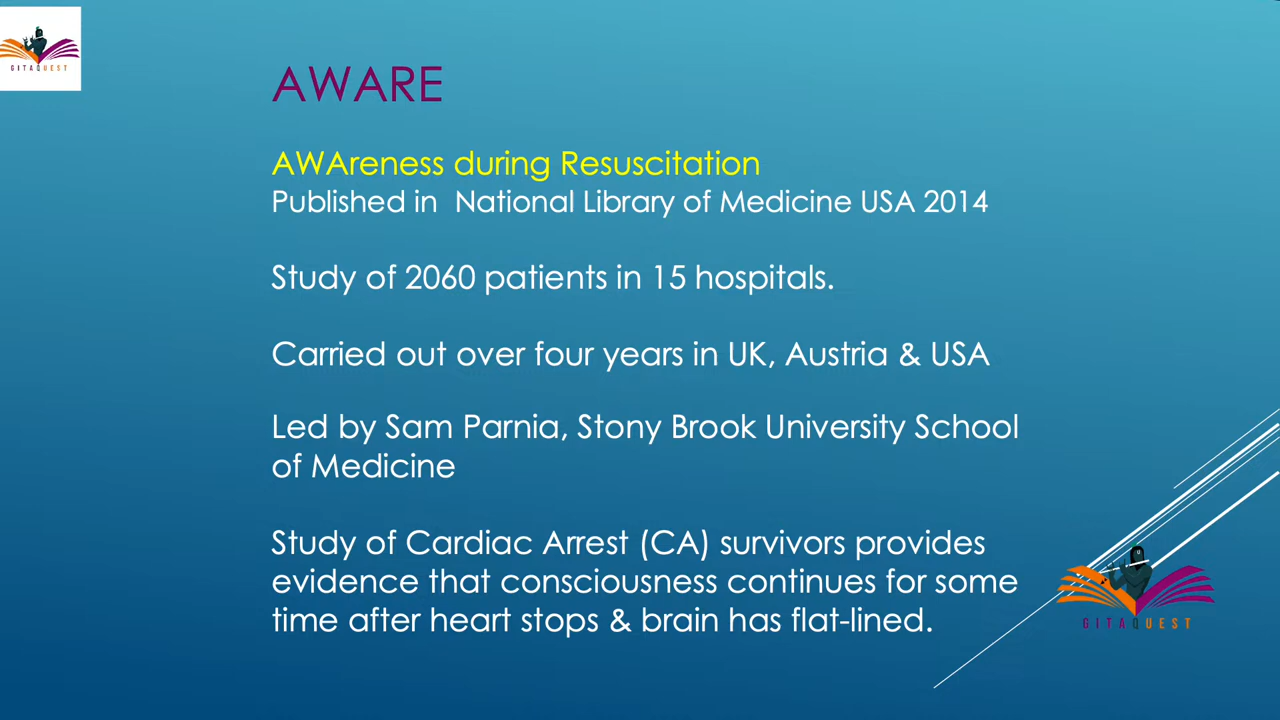 GITAQUEST
AWARE
AWAreness during Resuscitation
Published in National Library of Medicine USA 2014
Study of 2060 patients in 15 hospitals.
Carried out over four years in UK, Austria & USA
Led by Sam Parnia, Stony Brook University School
of Medicine
Study of Cardiac Arrest (CA) survivors provides
evidence that consciousness continues for some
time after heart stops & brain has flat-lined.
GITAQUEST